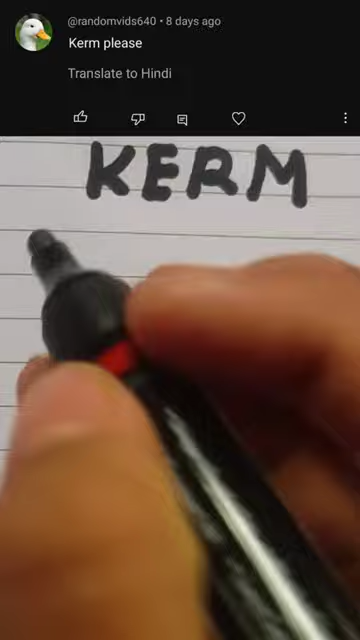 @randomvids640 • 8 days ago
Kerm please
Translate to Hindi
KERM